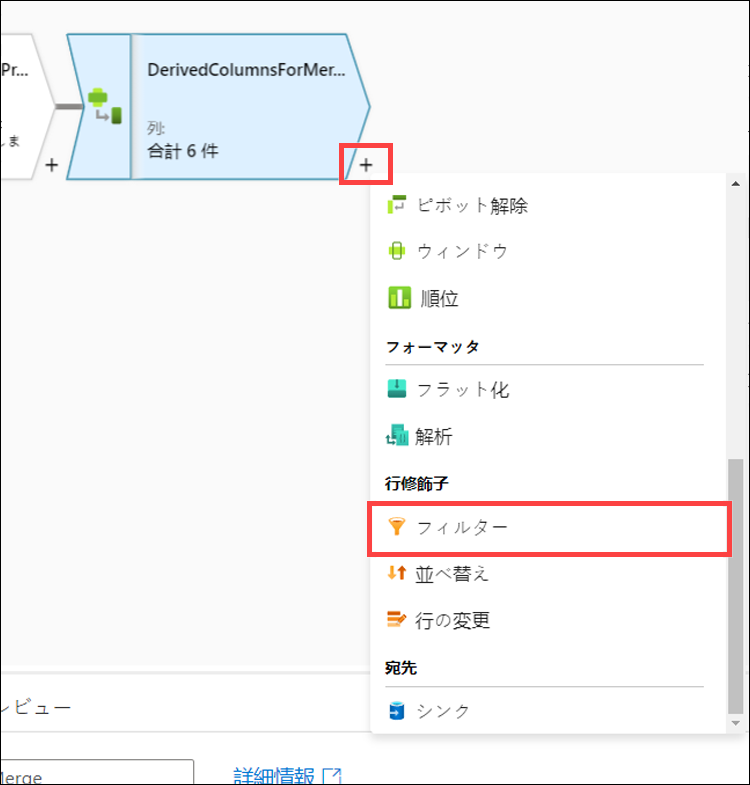 Pr...
DerivedColumnsForMer...
列:
しま
合計 6 件
+
+
ピボット解除
ウィンドウ
順位
フォーマッタ
フラット化
解析
行修飾子
フィルター
並べ替え
行の変更
宛先
シンク
レビュー
Merge
詳細情報